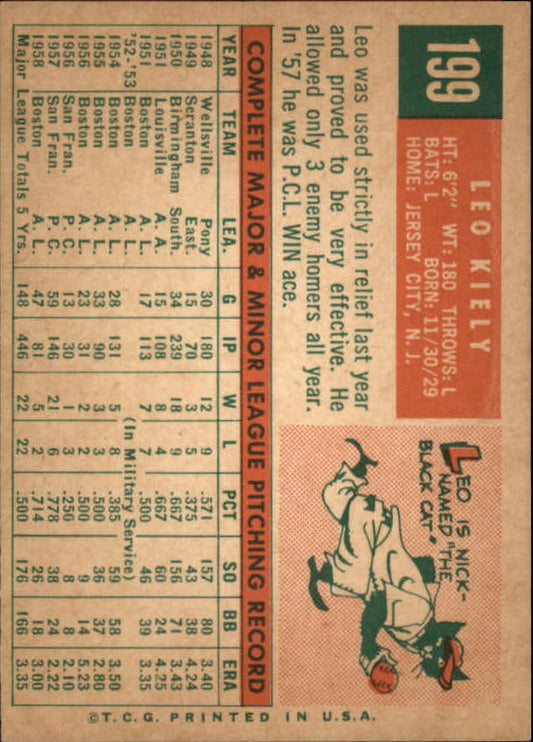 199
LEO KIELY
HT: 6'2" WT: 180 THROWS: L
BATS: L BORN: 11/30/29
HOME: JERSEY CITY, N. J.
Leo was used strictly in relief last year
and proved to be very effective. He
allowed only 3 enemy homers all year.
In '57 he was P.C.L. WIN ace.
LEO IS NICK-
NAMED "THE
BLACK CAT"
COMPLETE MAJOR & MINOR LEAGUE PITCHING RECORD
YEAR TEAM LEA. G IP W L PCT SO BB ERA
1948 Wellsville Pony 30 180 12 9 .571 157 80 3.40
1949 Scranton East. 15 70 3 5 .375 43 38 4.24
1950 Birmingham South. 34 239 18 9 .667 156 71 3.43
1951 Louisville A. A. 15 108 8 4 .667 60 24 4.25
1951 Boston A. L. 17 113 7 7 .500 46 39 3.35
'52-'53 (In Military Service)
1954 Boston A. L. 28 131 5 8 .385 59 58 3.50
1955 Boston A. L. 33 90 3 3 .500 36 37 2.80
1956 Boston A. L. 23 31 2 2 .500 9 14 5.23
1956 San Fran. P. C. 13 30 1 3 .250 8 8 2.10
1957 San Fran. P. C. 59 146 21 6 .778 34 24 2.22
1958 Boston A. L. 47 81 5 2 .714 26 18 3.00
Major League Totals 5 Yrs. 148 446 22 22 .500 176 166 3.35
©T.C.G. PRINTED IN U.S.A.